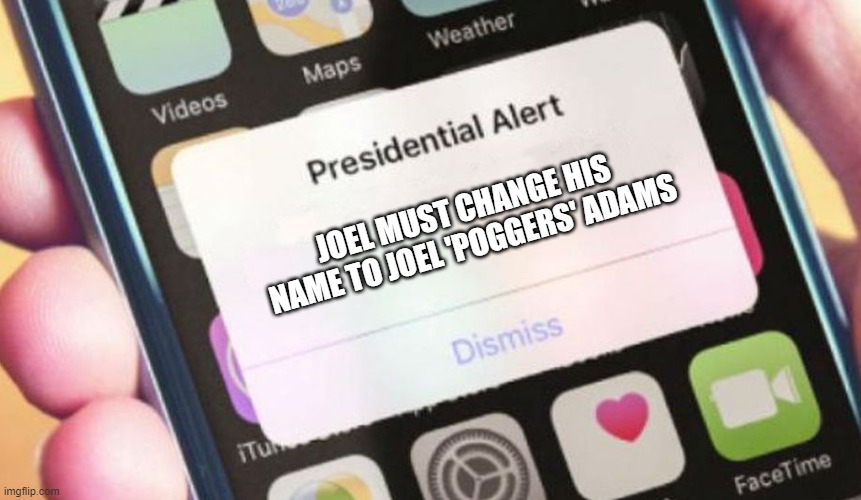 Videos
Maps
Weather
Presidential Alert
JOEL MUST CHANGE HIS
NAME TO JOEL 'POGGERS' ADAMS
Dismiss
FaceTime
imgflip.com